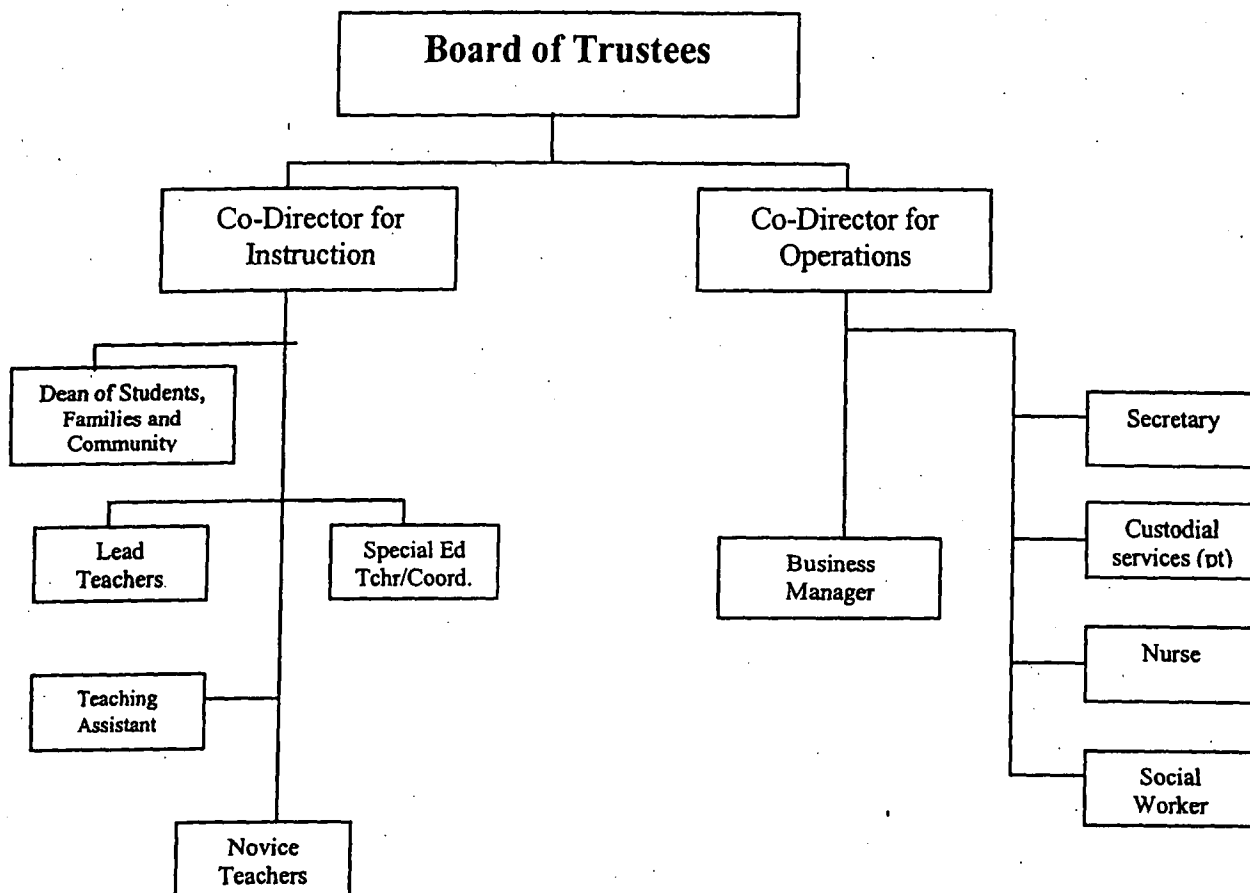 Board of Trustees
Co-Director for
Instruction
Co-Director for
Operations
Dean of Students,
Families and
Community
Lead
Teachers
Special Ed
Tchr/Coord.
Teaching
Assistant
Novice
Teachers
Business
Manager
Secretary
Custodial
services (pt)
Nurse
Social
Worker